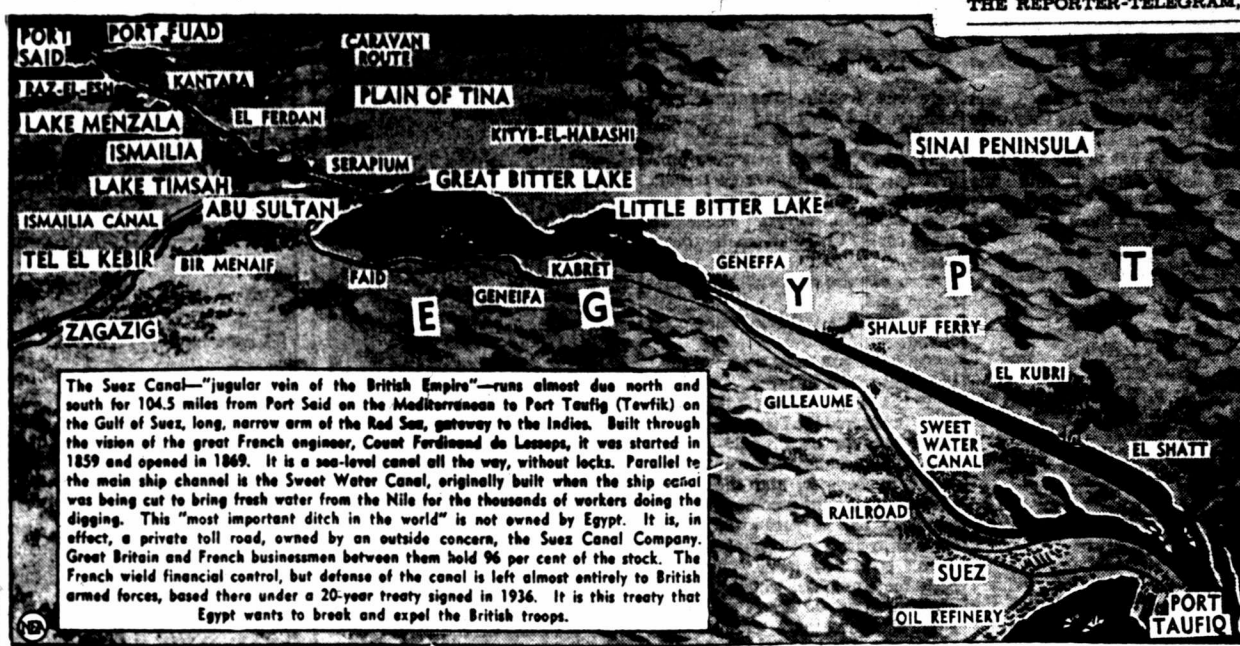 THE REPORTER-TELEGRAM,
PORT SAID
PORT FUAD
CARAVAN ROUTE
RAZ-EL-ESH
KANTARA
PLAIN OF TINA
LAKE MENZALA
EL FERDAN
KITYB-EL-HABASHI
SINAI PENINSULA
ISMAILIA
SERAPIUM
LAKE TIMSAH
GREAT BITTER LAKE
ISMAILIA CANAL
ABU SULTAN
LITTLE BITTER LAKE
TEL EL KEBIR
BIR MENAIF
FAID
KABRET
GENEFFA
GENEIFA
E G Y P T
ZAGAZIG
SHALUF FERRY
EL KUBRI
GILLEAUME
SWEET WATER CANAL
EL SHATT
RAILROAD
SUEZ
OIL REFINERY
PORT TAUFIQ
The Suez Canal—"jugular vein of the British Empire"—runs almost due north and
south for 104.5 miles from Port Said on the Mediterranean to Port Taufig (Tewfik) on
the Gulf of Suez, long, narrow arm of the Red Sea, gateway to the Indies. Built through
the vision of the great French engineer, Count Ferdinand de Lesseps, it was started in
1859 and opened in 1869. It is a sea-level canal all the way, without locks. Parallel to
the main ship channel is the Sweet Water Canal, originally built when the ship canal
was being cut to bring fresh water from the Nile for the thousands of workers doing the
digging. This "most important ditch in the world" is not owned by Egypt. It is, in
effect, a private toll road, owned by an outside concern, the Suez Canal Company.
Great Britain and French businessmen between them hold 96 per cent of the stock. The
French wield financial control, but defense of the canal is left almost entirely to British
armed forces, based there under a 20-year treaty signed in 1936. It is this treaty that
Egypt wants to break and expel the British troops.
NEA